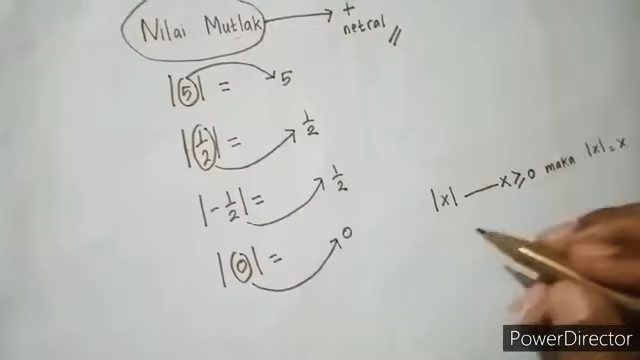 Nilai Mutlak + 
netral //
|5| = 5
|1/2| = 1/2
|-1/2| = 1/2
|0| = 0
|x| — x ≥ 0 maka |x| = x
PowerDirector